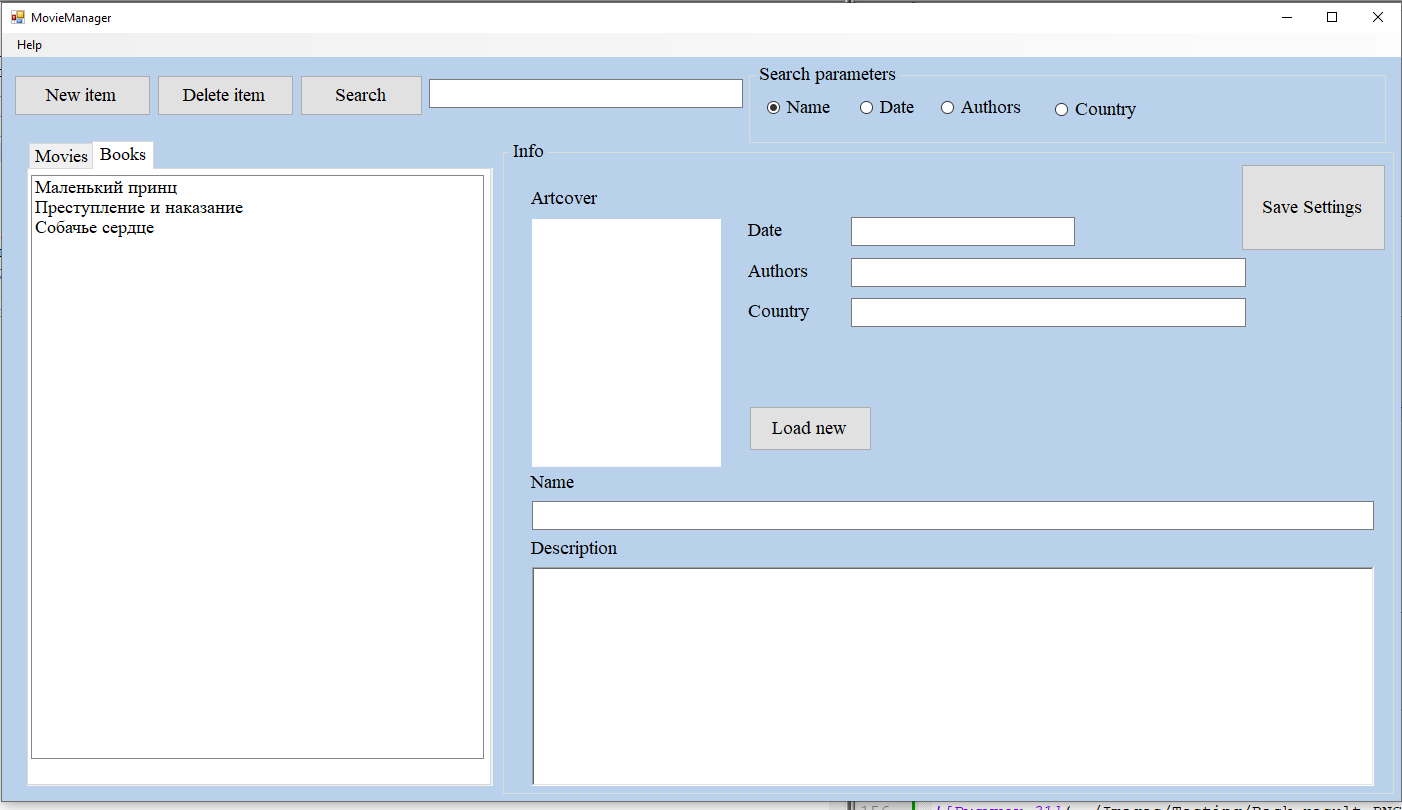 MovieManager
Help
New item
Delete item
Search
Search parameters
Name
Date
Authors
Country
Movies
Books
Маленький принц
Преступление и наказание
Собачье сердце
Info
Artcover
Save Settings
Date
Authors
Country
Load new
Name
Description
156